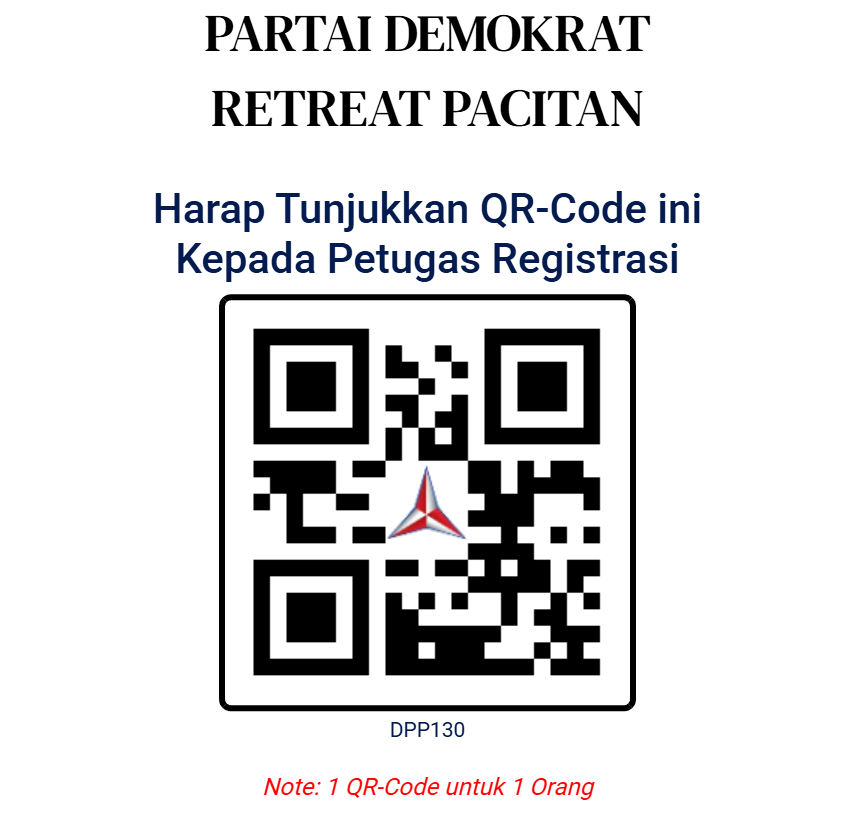 PARTAI DEMOKRAT
RETREAT PACITAN
Harap Tunjukkan QR-Code ini
Kepada Petugas Registrasi
DPP130
Note: 1 QR-Code untuk 1 Orang